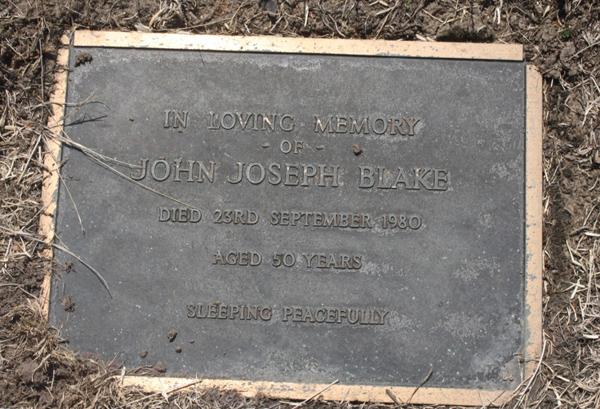 IN LOVING MEMORY
- OF -
JOHN JOSEPH BLAKE
DIED 23RD SEPTEMBER 1980
AGED 50 YEARS
SLEEPING PEACEFULLY